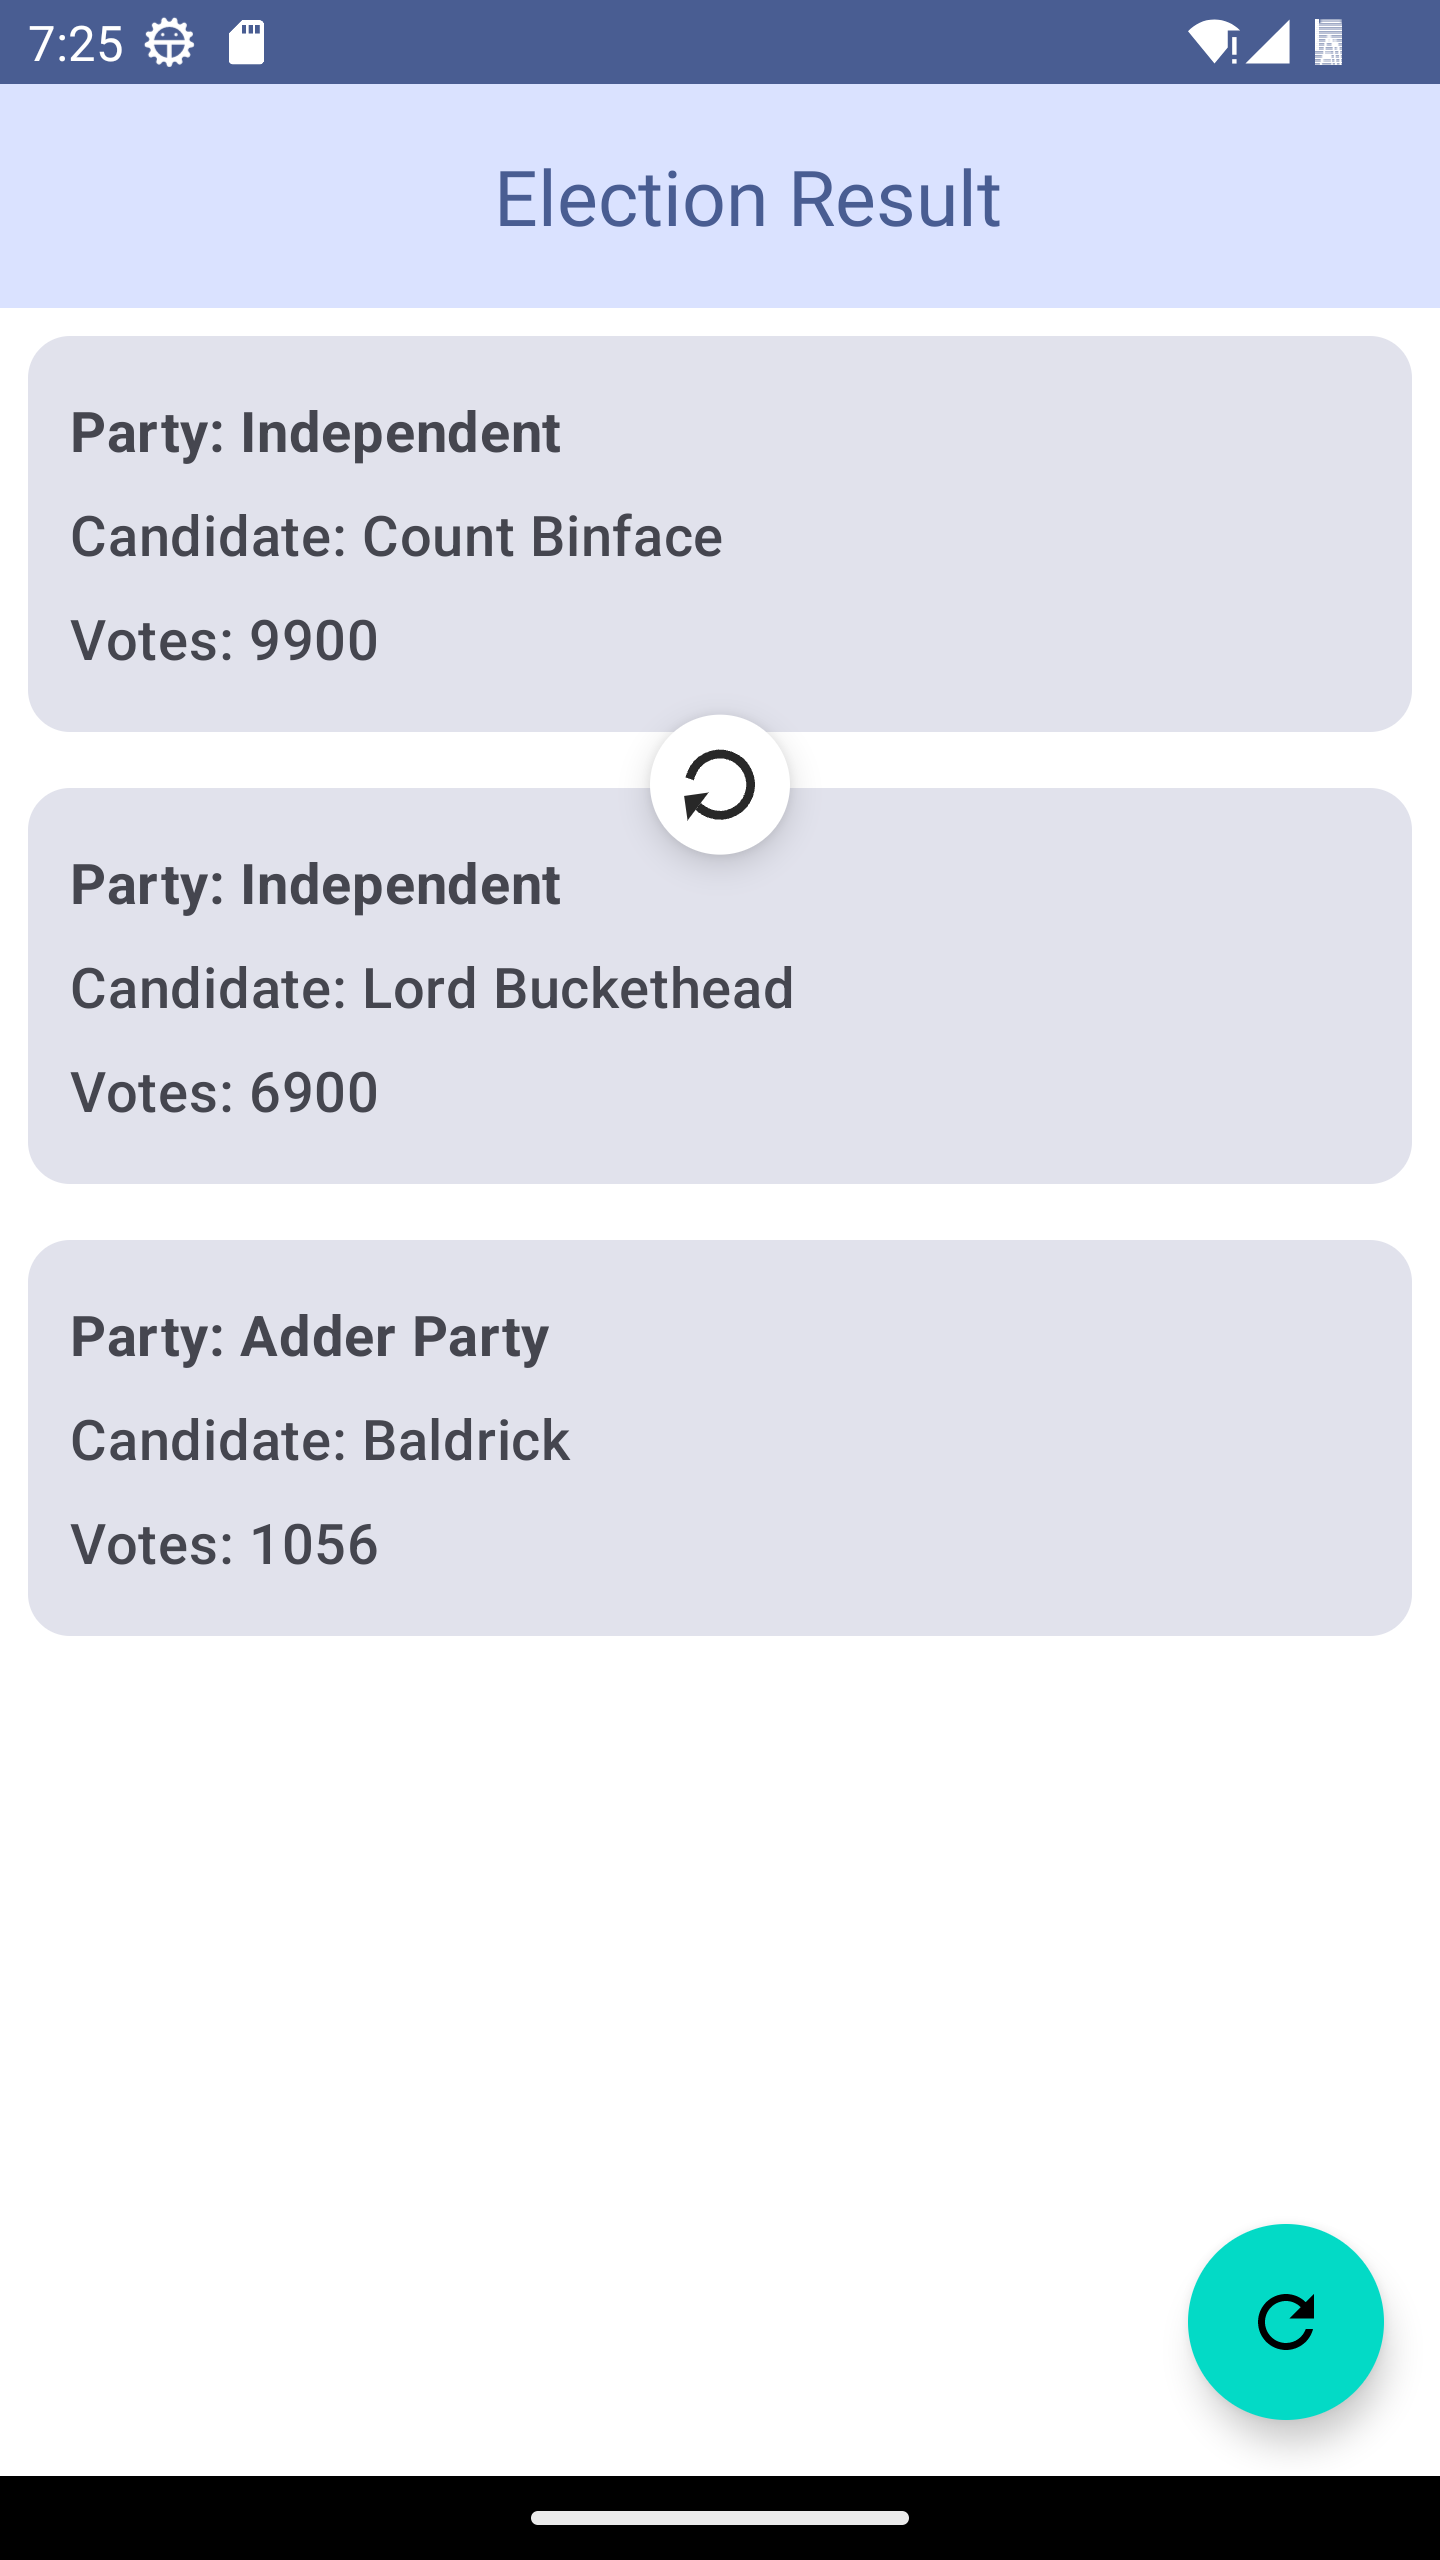 7:25
Election Result
Party: Independent
Candidate: Count Binface
Votes: 9900
Party: Independent
Candidate: Lord Buckethead
Votes: 6900
Party: Adder Party
Candidate: Baldrick
Votes: 1056